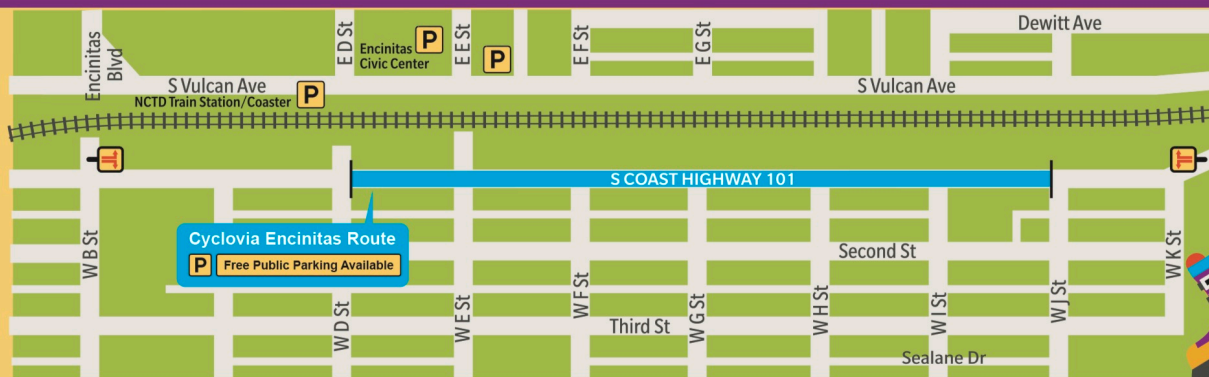 Dewitt Ave
Encinitas
Blvd
E D St
Encinitas
Civic Center
P
E E St
P
E F St
E G St
S Vulcan Ave
S Vulcan Ave
NCTD Train Station/Coaster
P
S COAST HIGHWAY 101
Cyclovia Encinitas Route
P Free Public Parking Available
Second St
W B St
W D St
W E St
W F St
W G St
W H St
W I St
W J St
W K St
Third St
Sealane Dr